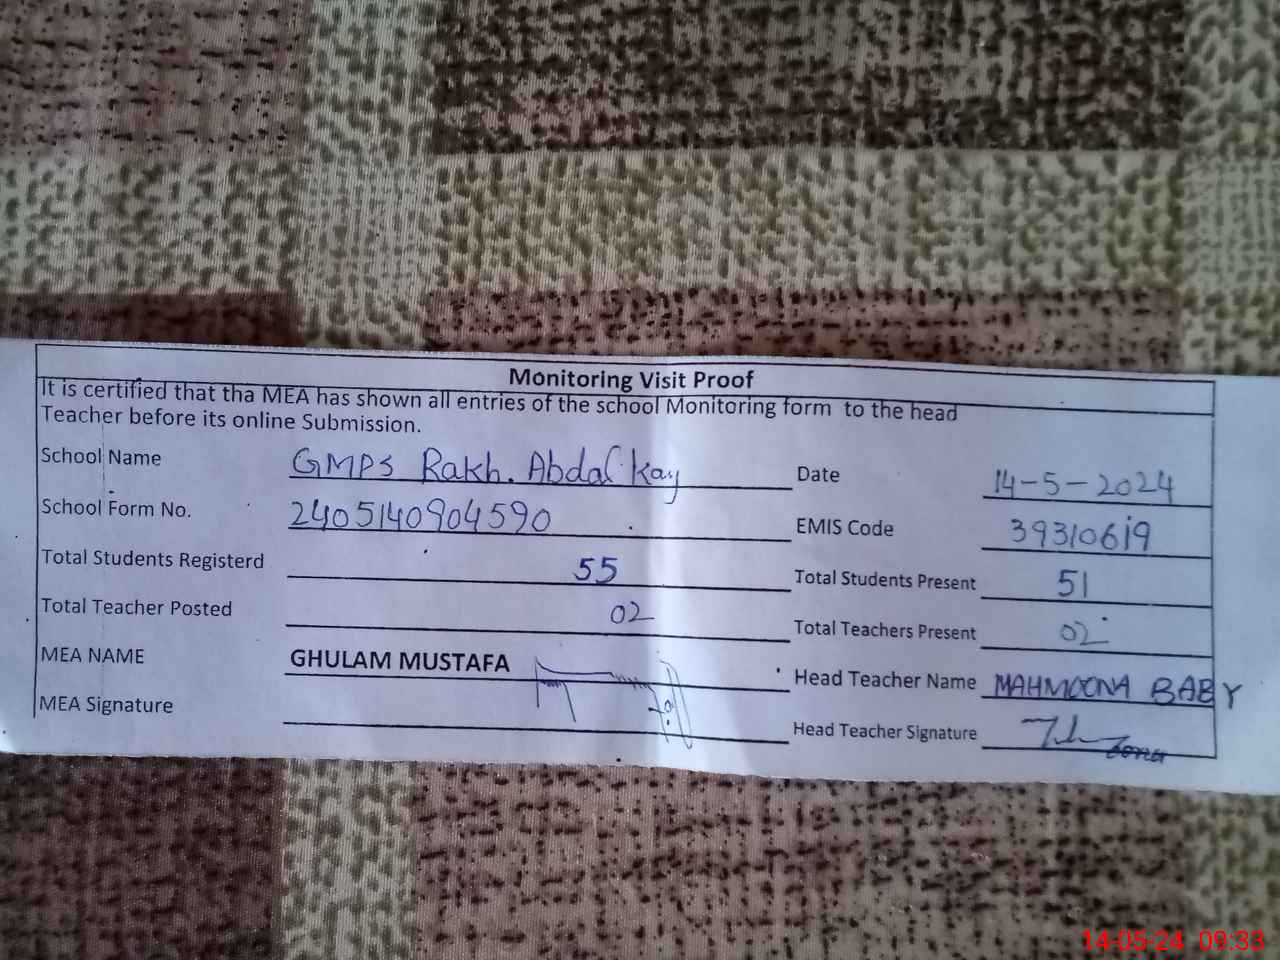 Monitoring Visit Proof
It is certified that tha MEA has shown all entries of the school Monitoring form to the head
Teacher before its online Submission.
School Name GMPS Rakh. Abdal Kay Date 14-5-2024
School Form No. 2405140904590 EMIS Code 39310619
Total Students Registerd 55 Total Students Present 51
Total Teacher Posted 02 Total Teachers Present 02
MEA NAME GHULAM MUSTAFA Head Teacher Name MAHMOONA BABY
MEA Signature Head Teacher Signature
14-05-24 09:33